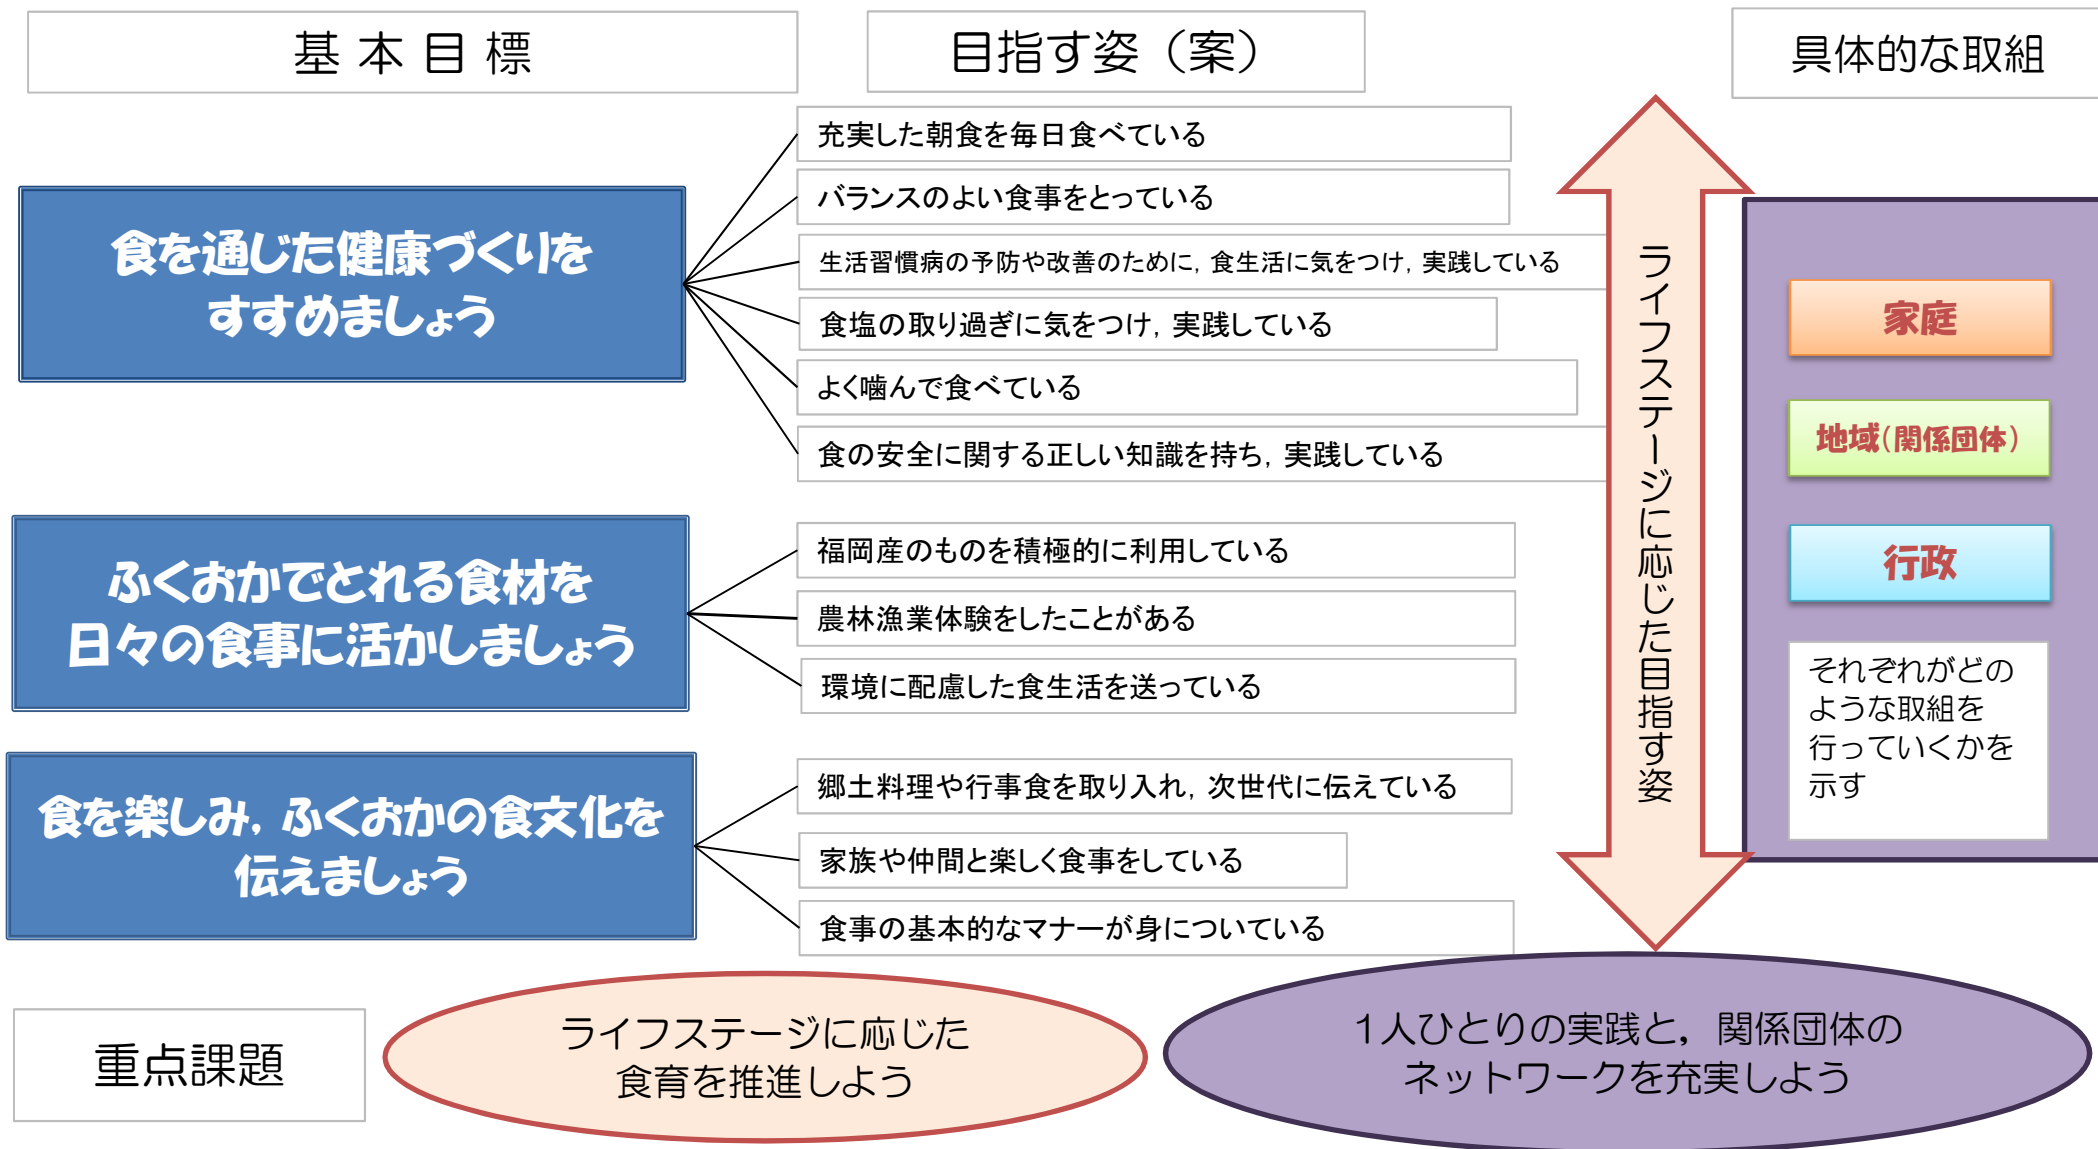 基本目標
目指す姿（案）
具体的な取組
食を通じた健康づくりを
すすめましょう
充実した朝食を毎日食べている
バランスのよい食事をとっている
生活習慣病の予防や改善のために，食生活に気をつけ，実践している
食塩の取り過ぎに気をつけ，実践している
よく噛んで食べている
食の安全に関する正しい知識を持ち，実践している
ふくおかでとれる食材を
日々の食事に活かしましょう
福岡産のものを積極的に利用している
農林漁業体験をしたことがある
環境に配慮した食生活を送っている
食を楽しみ，ふくおかの食文化を
伝えましょう
郷土料理や行事食を取り入れ，次世代に伝えている
家族や仲間と楽しく食事をしている
食事の基本的なマナーが身についている
ライフステージに応じた目指す姿
家庭
地域（関係団体）
行政
それぞれがどの
ような取組を
行っていくかを
示す
重点課題
ライフステージに応じた
食育を推進しよう
1人ひとりの実践と，関係団体の
ネットワークを充実しよう